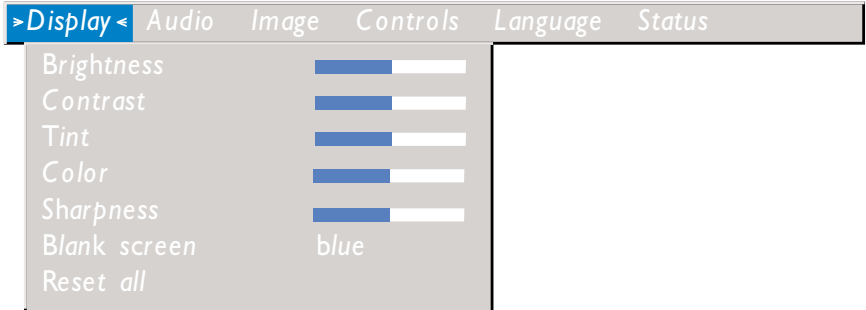 >Display< Audio Image Controls Language Status
Brightness
Contrast
Tint
Color
Sharpness
Blank screen blue
Reset all